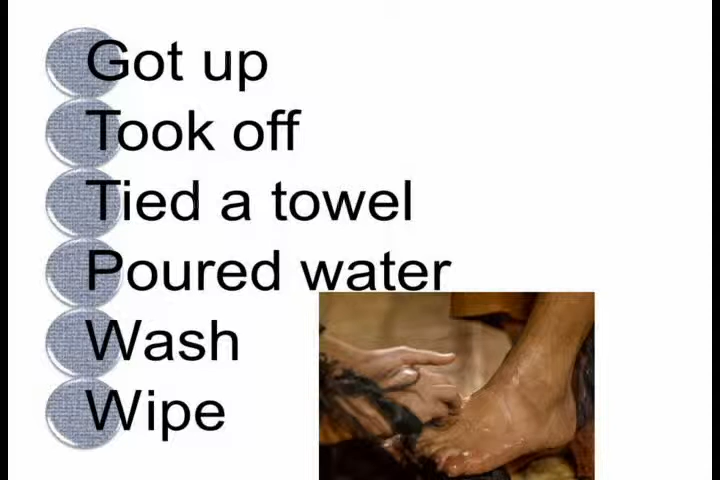 Got up
Took off
Tied a towel
Poured water
Wash
Wipe